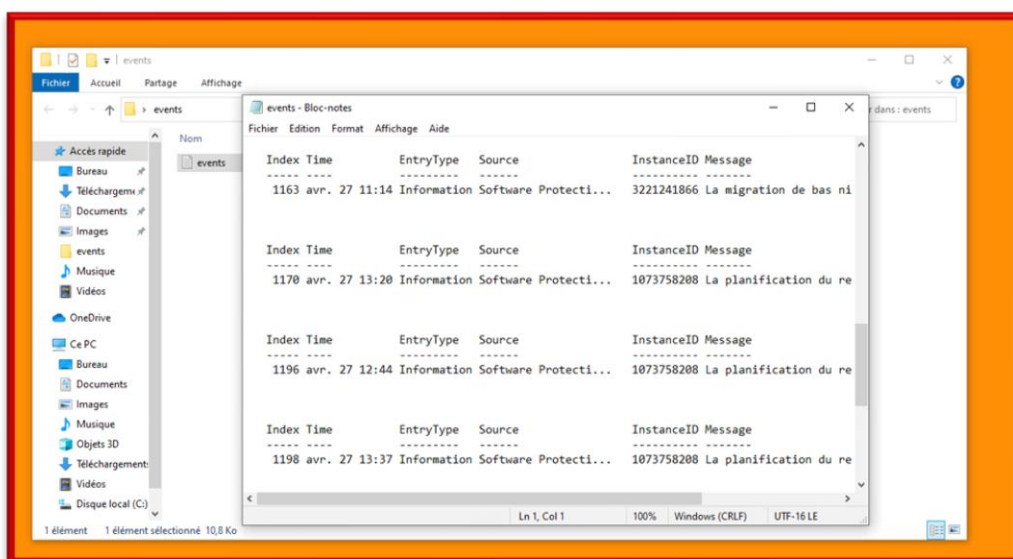 events
Fichier Accueil Partage Affichage
events
r dans : events
Nom
events
Accès rapide
Bureau
Téléchargeme
Documents
Images
events
Musique
Vidéos
OneDrive
Ce PC
Bureau
Documents
Images
Musique
Objets 3D
Téléchargement:
Vidéos
Disque local (C:)
1 élément 1 élément sélectionné 10,8 Ko
events - Bloc-notes
Fichier Edition Format Affichage Aide
Index Time EntryType Source InstanceID Message
----- ---- --------- ------ ---------- -------
1163 avr. 27 11:14 Information Software Protecti... 3221241866 La migration de bas ni
Index Time EntryType Source InstanceID Message
----- ---- --------- ------ ---------- -------
1170 avr. 27 13:20 Information Software Protecti... 1073758208 La planification du re
Index Time EntryType Source InstanceID Message
----- ---- --------- ------ ---------- -------
1196 avr. 27 12:44 Information Software Protecti... 1073758208 La planification du re
Index Time EntryType Source InstanceID Message
----- ---- --------- ------ ---------- -------
1198 avr. 27 13:37 Information Software Protecti... 1073758208 La planification du re
Ln 1, Col 1 100% Windows (CRLF) UTF-16 LE